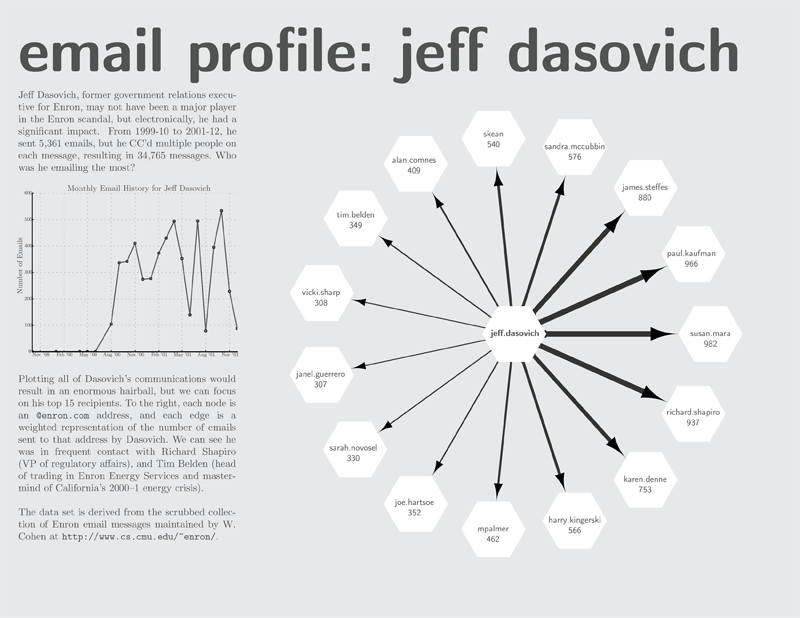 email profile: jeff dasovich
Jeff Dasovich, former government relations execu-
tive for Enron, may not have been a major player
in the Enron scandal, but electronically, he had a
significant impact. From 1999-10 to 2001-12, he
sent 5,361 emails, but he CC'd multiple people on
each message, resulting in 34,765 messages. Who
was he emailing the most?
Monthly Email History for Jeff Dasovich
Number of Emails
600
500
400
300
200
100
0
Nov '99 Feb '00 May '00 Aug '00 Nov '00 Feb '01 May '01 Aug '01 Nov '01
Plotting all of Dasovich's communications would
result in an enormous hairball, but we can focus
on his top 15 recipients. To the right, each node is
an @enron.com address, and each edge is a
weighted representation of the number of emails
sent to that address by Dasovich. We can see he
was in frequent contact with Richard Shapiro
(VP of regulatory affairs), and Tim Belden (head
of trading in Enron Energy Services and master-
mind of California's 2000–1 energy crisis).
The data set is derived from the scrubbed collec-
tion of Enron email messages maintained by W.
Cohen at http://www.cs.cmu.edu/~enron/.
skean
540
sandra.mccubbin
576
alan.comnes
409
james.steffes
880
tim.belden
349
paul.kaufman
966
vicki.sharp
308
jeff.dasovich
susan.mara
982
janel.guerrero
307
richard.shapiro
937
sarah.novosel
330
karen.denne
753
joe.hartsoe
352
harry.kingerski
566
mpalmer
462